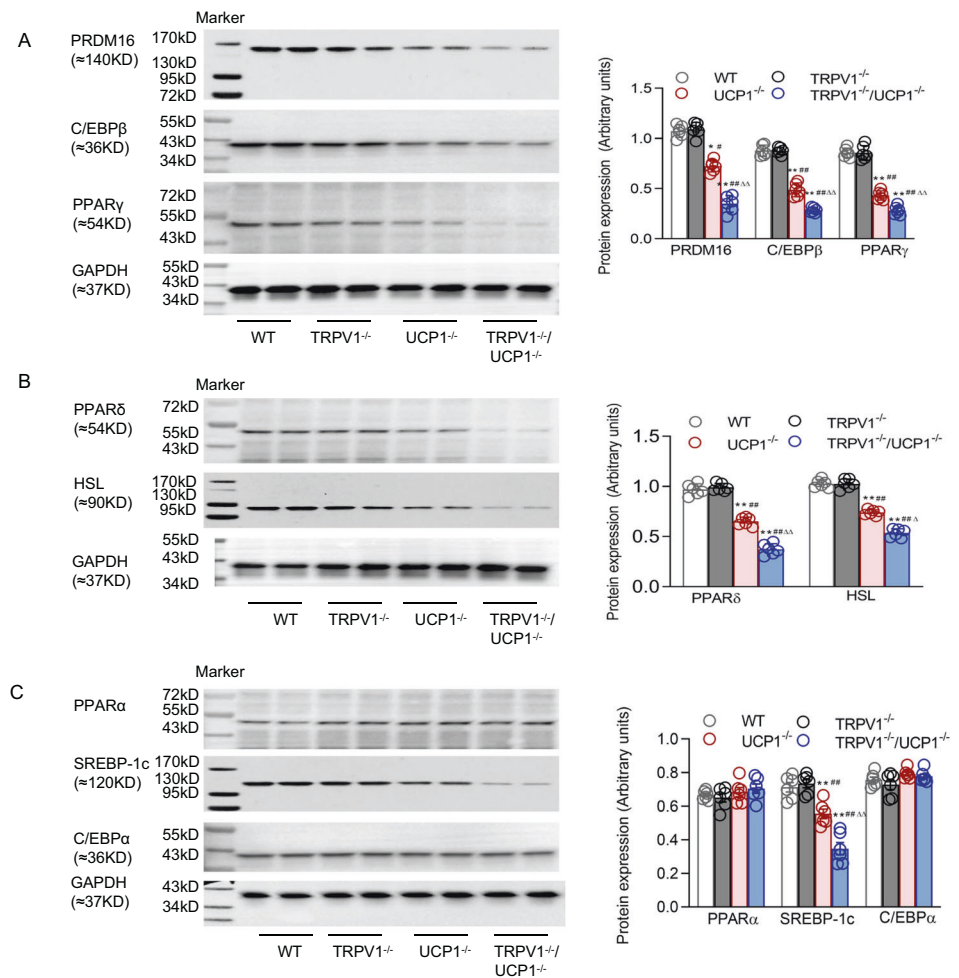 A
Marker
PRDM16
(≈140KD)
170kD
130kD
95kD
72kD
C/EBPβ
(≈36KD)
55kD
43kD
34kD
PPARγ
(≈54KD)
72kD
55kD
43kD
GAPDH
(≈37KD)
55kD
43kD
34kD
WT TRPV1-/- UCP1-/- TRPV1-/-/
UCP1-/-
WT TRPV1-/-
UCP1-/- TRPV1-/-/UCP1-/-
Protein expression (Arbitrary units)
1.5
1.0
0.5
0.0
* #
**##ΔΔ
**##
**##ΔΔ
**##
**##ΔΔ
PRDM16 C/EBPβ PPARγ
B
Marker
PPARδ
(≈54KD)
72kD
55kD
43kD
HSL
(≈90KD)
170kD
130kD
95kD
GAPDH
(≈37KD)
55kD
43kD
34kD
WT TRPV1-/- UCP1-/- TRPV1-/-/
UCP1-/-
WT TRPV1-/-
UCP1-/- TRPV1-/-/UCP1-/-
Protein expression (Arbitrary units)
1.5
1.0
0.5
0.0
**##
**##ΔΔ
**##
**##Δ
PPARδ HSL
C
Marker
PPARα
72kD
55kD
43kD
SREBP-1c
(≈120KD)
170kD
130kD
95kD
C/EBPα
(≈36KD)
55kD
43kD
GAPDH
(≈37KD)
43kD
34kD
WT TRPV1-/- UCP1-/- TRPV1-/-/
UCP1-/-
WT TRPV1-/-
UCP1-/- TRPV1-/-/UCP1-/-
Protein expression (Arbitrary units)
1.0
0.8
0.6
0.4
0.2
0
**##
**##ΔΔ
PPARα SREBP-1c C/EBPα